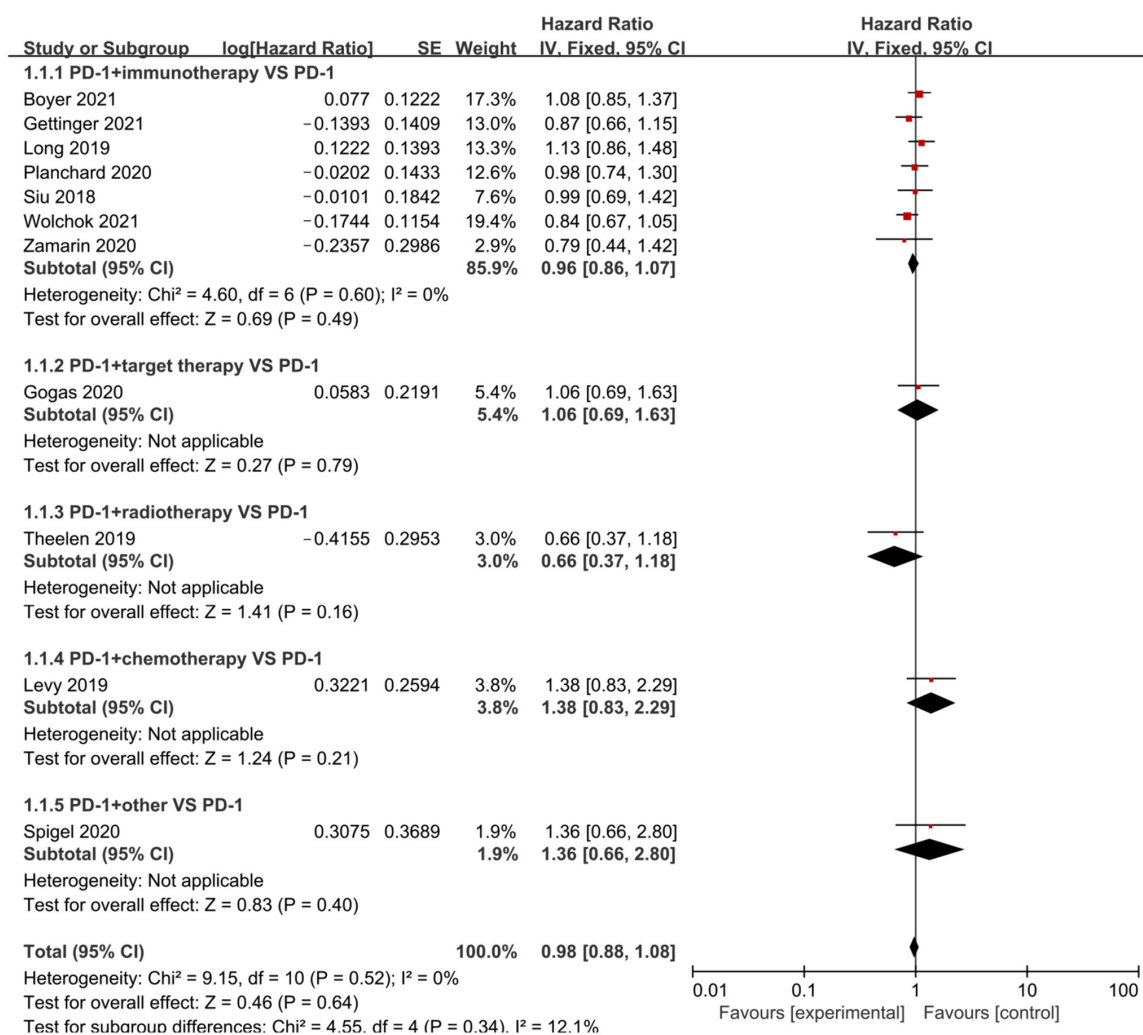 Hazard Ratio Hazard Ratio
Study or Subgroup log[Hazard Ratio] SE Weight IV, Fixed, 95% CI IV, Fixed, 95% CI
1.1.1 PD-1+immunotherapy VS PD-1
Boyer 2021 0.077 0.1222 17.3% 1.08 [0.85, 1.37]
Gettinger 2021 −0.1393 0.1409 13.0% 0.87 [0.66, 1.15]
Long 2019 0.1222 0.1393 13.3% 1.13 [0.86, 1.48]
Planchard 2020 −0.0202 0.1433 12.6% 0.98 [0.74, 1.30]
Siu 2018 −0.0101 0.1842 7.6% 0.99 [0.69, 1.42]
Wolchok 2021 −0.1744 0.1154 19.4% 0.84 [0.67, 1.05]
Zamarin 2020 −0.2357 0.2986 2.9% 0.79 [0.44, 1.42]
Subtotal (95% CI) 85.9% 0.96 [0.86, 1.07]
Heterogeneity: Chi² = 4.60, df = 6 (P = 0.60); I² = 0%
Test for overall effect: Z = 0.69 (P = 0.49)
1.1.2 PD-1+target therapy VS PD-1
Gogas 2020 0.0583 0.2191 5.4% 1.06 [0.69, 1.63]
Subtotal (95% CI) 5.4% 1.06 [0.69, 1.63]
Heterogeneity: Not applicable
Test for overall effect: Z = 0.27 (P = 0.79)
1.1.3 PD-1+radiotherapy VS PD-1
Theelen 2019 −0.4155 0.2953 3.0% 0.66 [0.37, 1.18]
Subtotal (95% CI) 3.0% 0.66 [0.37, 1.18]
Heterogeneity: Not applicable
Test for overall effect: Z = 1.41 (P = 0.16)
1.1.4 PD-1+chemotherapy VS PD-1
Levy 2019 0.3221 0.2594 3.8% 1.38 [0.83, 2.29]
Subtotal (95% CI) 3.8% 1.38 [0.83, 2.29]
Heterogeneity: Not applicable
Test for overall effect: Z = 1.24 (P = 0.21)
1.1.5 PD-1+other VS PD-1
Spigel 2020 0.3075 0.3689 1.9% 1.36 [0.66, 2.80]
Subtotal (95% CI) 1.9% 1.36 [0.66, 2.80]
Heterogeneity: Not applicable
Test for overall effect: Z = 0.83 (P = 0.40)
Total (95% CI) 100.0% 0.98 [0.88, 1.08]
Heterogeneity: Chi² = 9.15, df = 10 (P = 0.52); I² = 0%
Test for overall effect: Z = 0.46 (P = 0.64)
Test for subgroup differences: Chi² = 4.55, df = 4 (P = 0.34), I² = 12.1%
0.01 0.1 1 10 100
Favours [experimental] Favours [control]